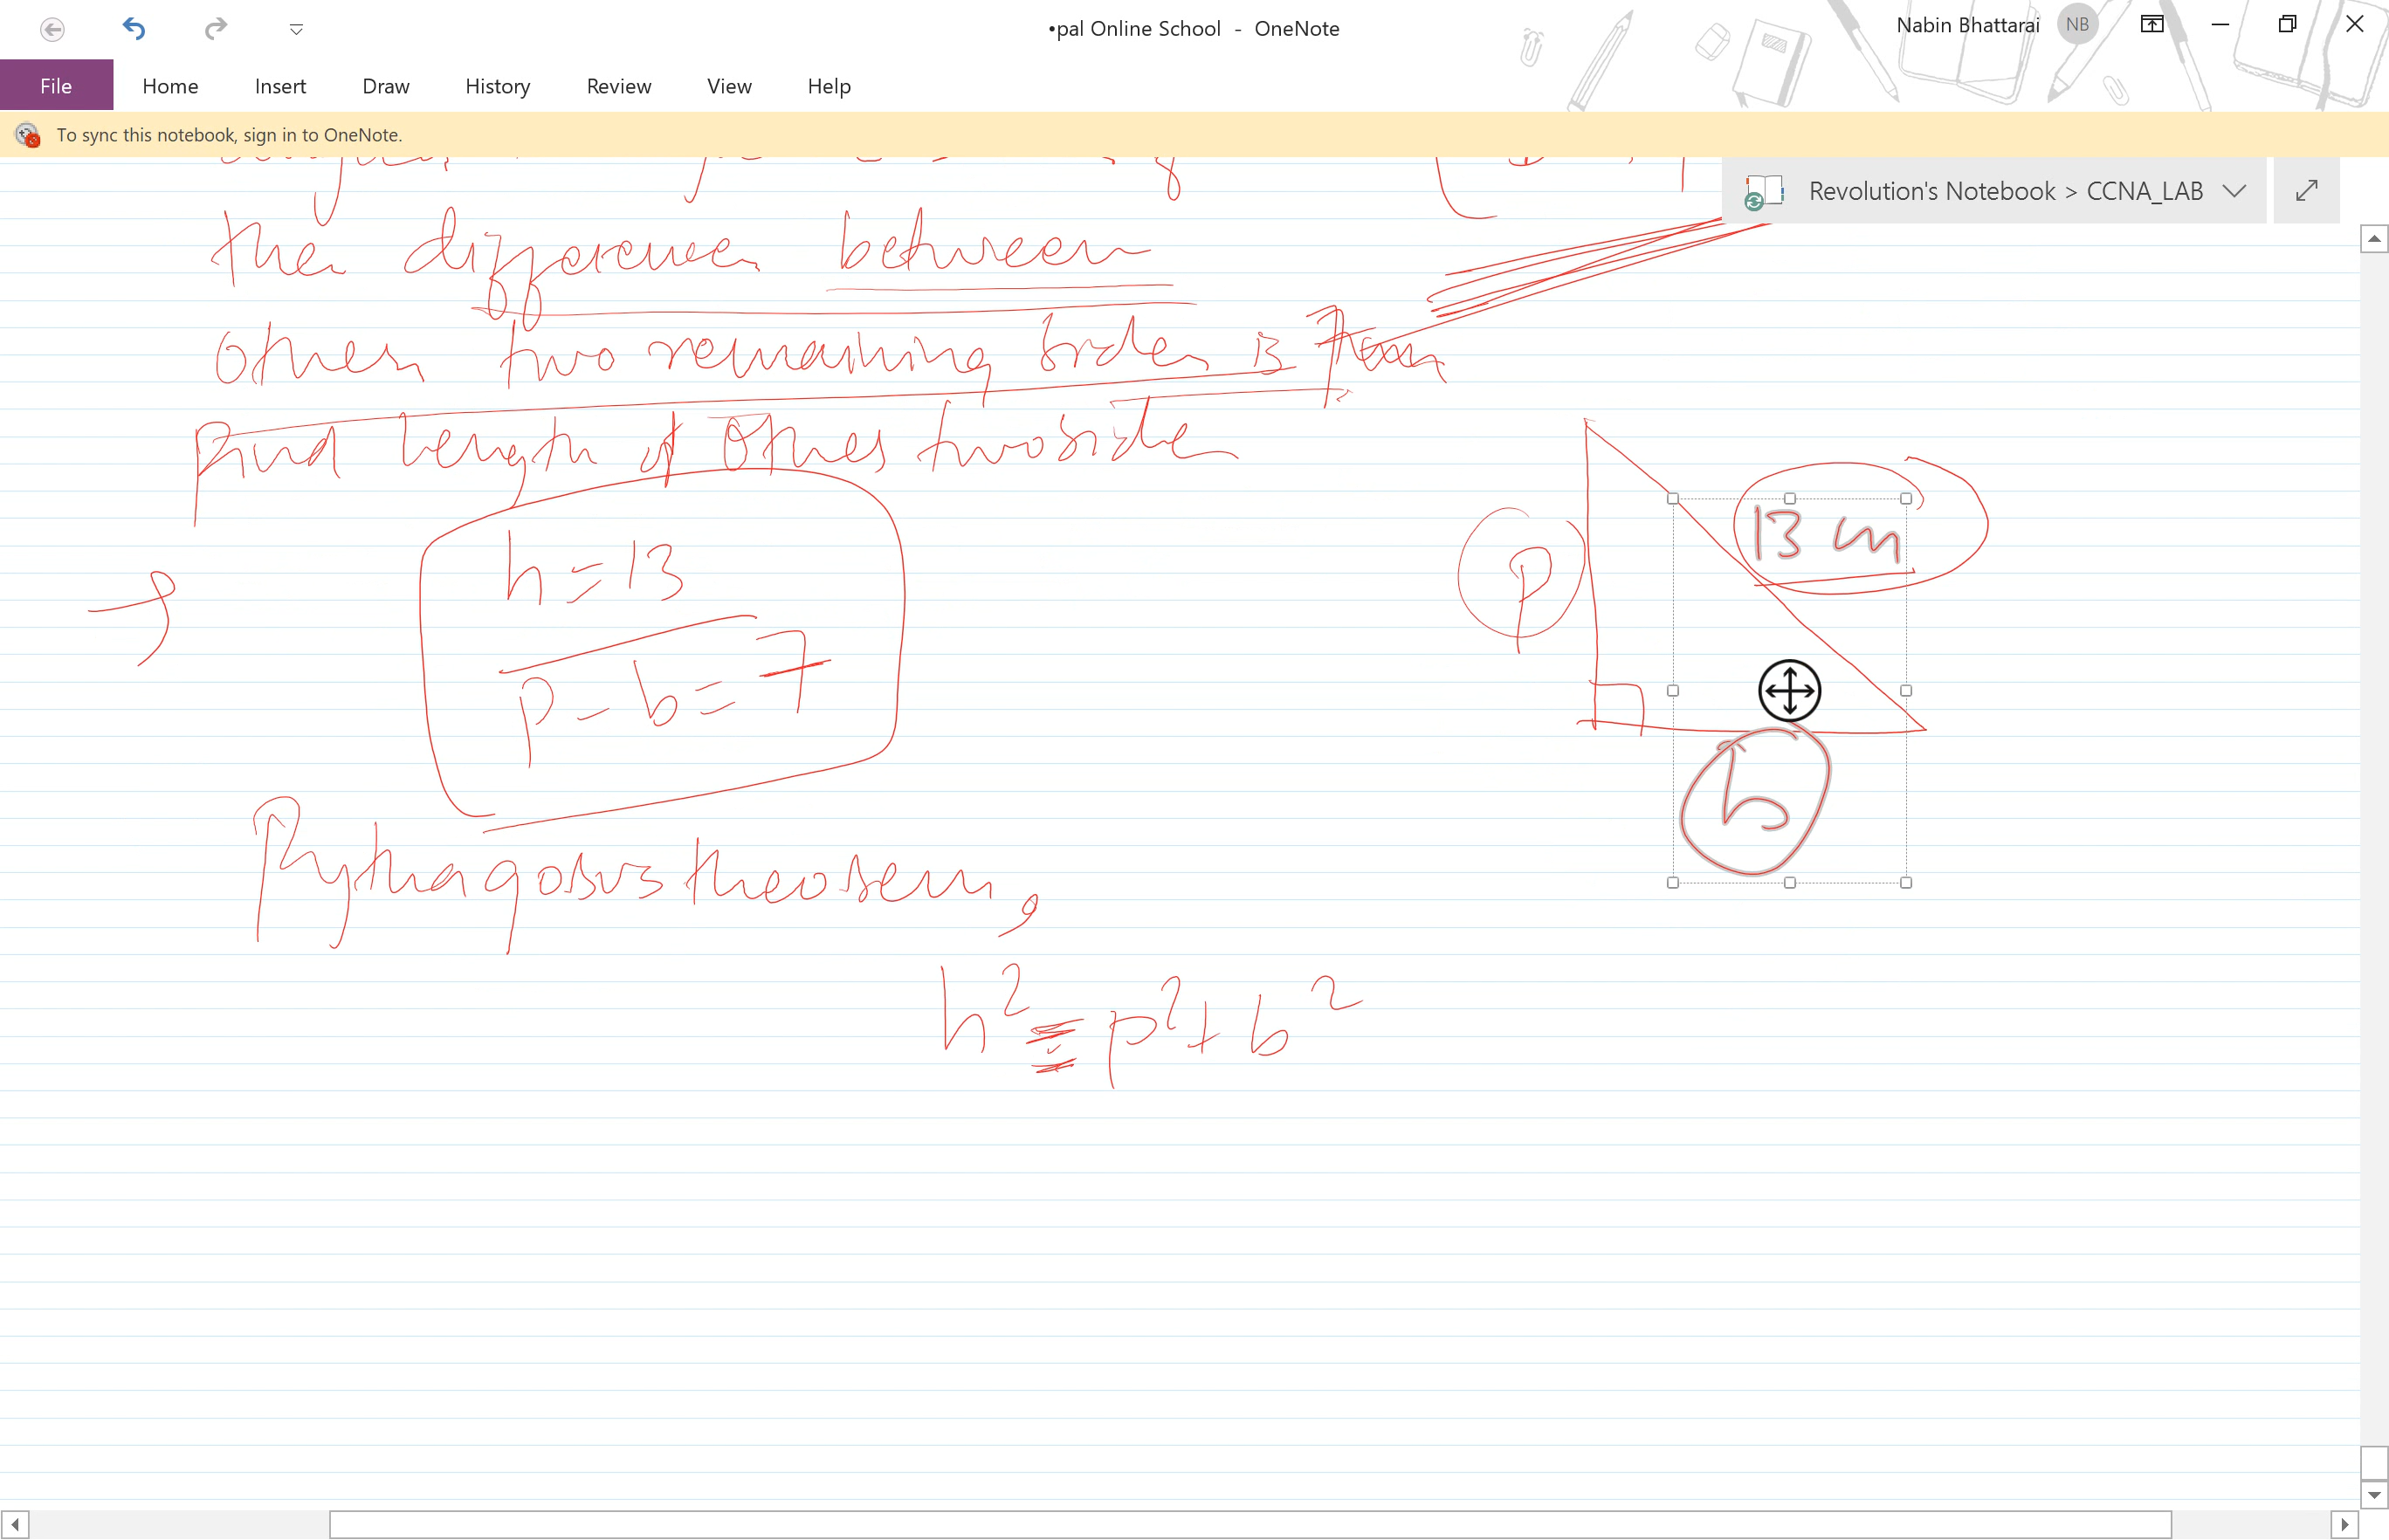 •pal Online School - OneNote
Nabin Bhattarai NB
File Home Insert Draw History Review View Help
To sync this notebook, sign in to OneNote.
Revolution's Notebook > CCNA_LAB
the difference between
other two remaining sides is 7cm
find length of other two side
13 cm
p
h = 13
p - b = 7
b
Pythagorus theorem,
h² = p² + b²